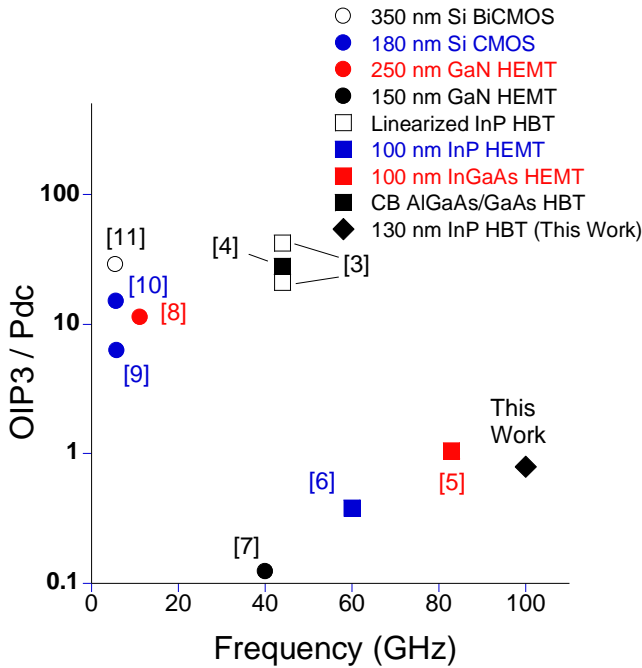 350 nm Si BiCMOS
180 nm Si CMOS
250 nm GaN HEMT
150 nm GaN HEMT
Linearized InP HBT
100 nm InP HEMT
100 nm InGaAs HEMT
CB AlGaAs/GaAs HBT
130 nm InP HBT (This Work)
OIP3 / Pdc
100
10
1
0.1
[11]
[10]
[9]
[8]
[4]
[3]
[7]
[6]
[5]
This
Work
0 20 40 60 80 100
Frequency (GHz)